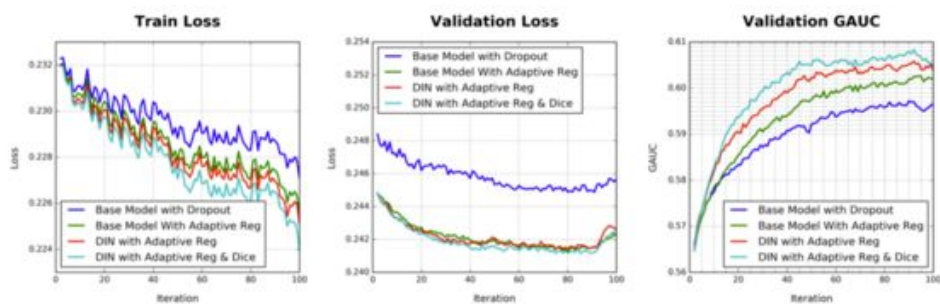 Train Loss
0.232
0.230
0.228
0.226
0.224
Loss
Base Model with Dropout
Base Model With Adaptive Reg
DIN with Adaptive Reg
DIN with Adaptive Reg & Dice
0 20 40 60 80 100
Iteration
Validation Loss
0.254
0.252
0.250
0.248
0.246
0.244
0.242
0.240
Loss
Base Model with Dropout
Base Model With Adaptive Reg
DIN with Adaptive Reg
DIN with Adaptive Reg & Dice
0 20 40 60 80 100
Iteration
Validation GAUC
0.61
0.60
0.59
0.58
0.57
0.56
GAUC
Base Model with Dropout
Base Model With Adaptive Reg
DIN with Adaptive Reg
DIN with Adaptive Reg & Dice
0 20 40 60 80 100
Iteration